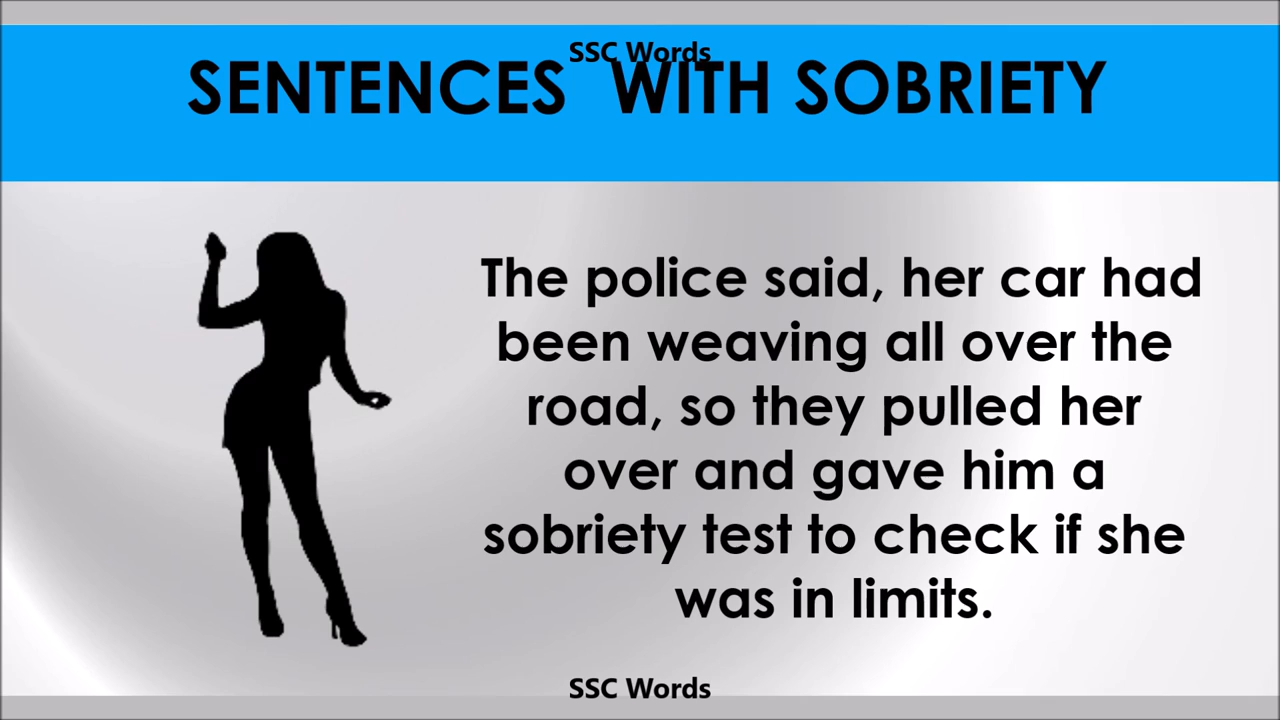 SSC Words
SENTENCES WITH SOBRIETY
The police said, her car had
been weaving all over the
road, so they pulled her
over and gave him a
sobriety test to check if she
was in limits.
SSC Words